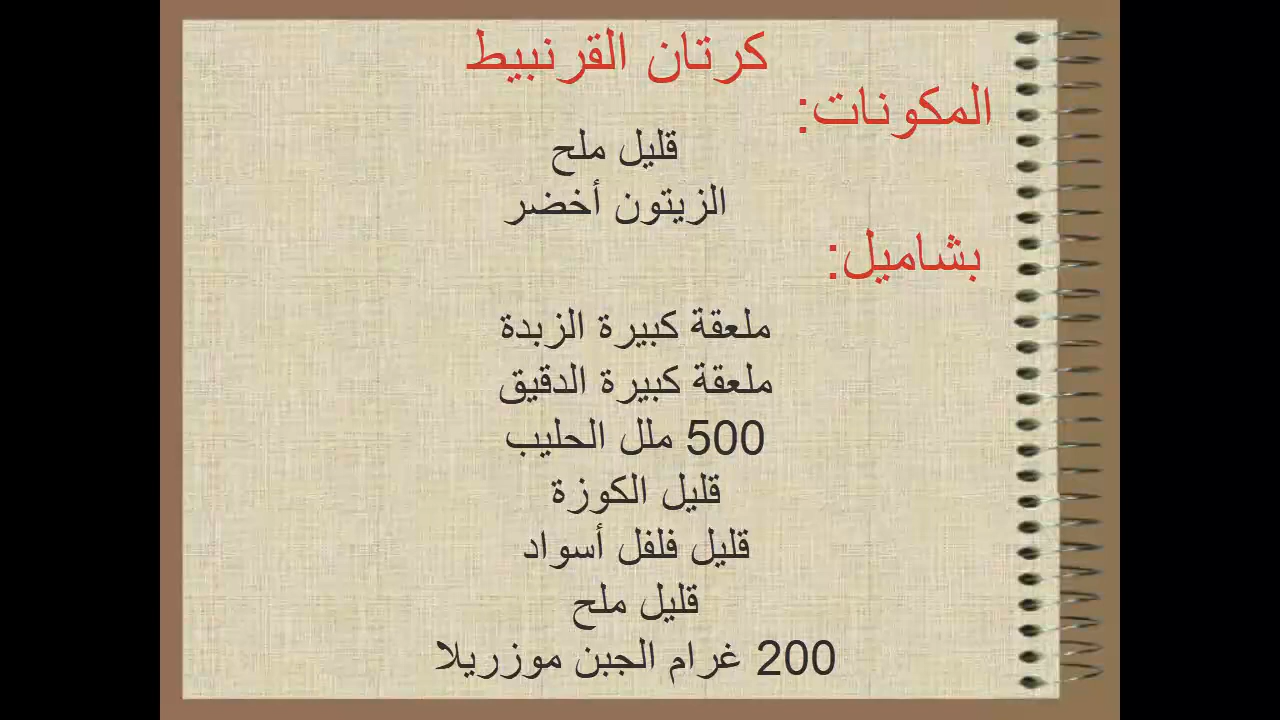 كرتان القرنبيط
المكونات:
قليل ملح
الزيتون أخضر
بشاميل:
ملعقة كبيرة الزبدة
ملعقة كبيرة الدقيق
500 ملل الحليب
قليل الكوزة
قليل فلفل أسواد
قليل ملح
200 غرام الجبن موزريلا